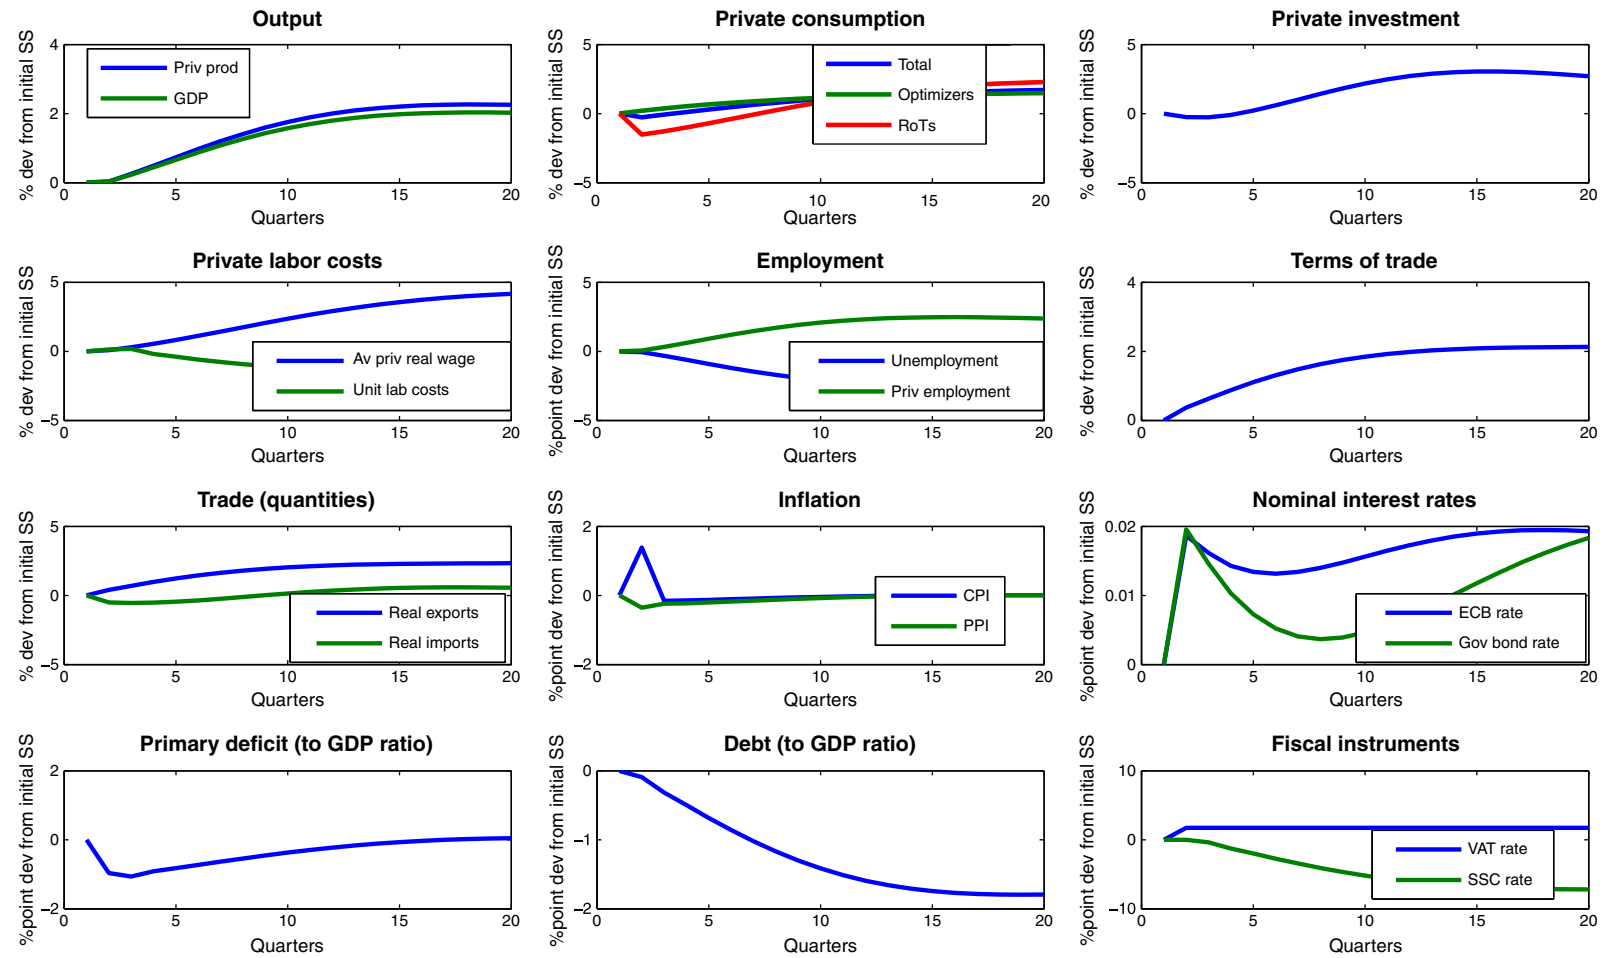 Output
% dev from initial SS
4
2
0
Priv prod
GDP
0 5 10 15 20
Quarters
Private consumption
% dev from initial SS
5
0
−5
Total
Optimizers
RoTs
0 5 10 15 20
Quarters
Private investment
% dev from initial SS
5
0
−5
0 5 10 15 20
Quarters
Private labor costs
% dev from initial SS
5
0
−5
Av priv real wage
Unit lab costs
0 5 10 15 20
Quarters
Employment
%point dev from initial SS
5
0
−5
Unemployment
Priv employment
0 5 10 15 20
Quarters
Terms of trade
% dev from initial SS
4
2
0
0 5 10 15 20
Quarters
Trade (quantities)
% dev from initial SS
5
0
−5
Real exports
Real imports
0 5 10 15 20
Quarters
Inflation
%point dev from initial SS
2
0
−2
CPI
PPI
0 5 10 15 20
Quarters
Nominal interest rates
%point dev from initial SS
0.02
0.01
0
ECB rate
Gov bond rate
0 5 10 15 20
Quarters
Primary deficit (to GDP ratio)
%point dev from initial SS
2
0
−2
0 5 10 15 20
Quarters
Debt (to GDP ratio)
%point dev from initial SS
0
−1
−2
0 5 10 15 20
Quarters
Fiscal instruments
%point dev from initial SS
10
0
−10
VAT rate
SSC rate
0 5 10 15 20
Quarters